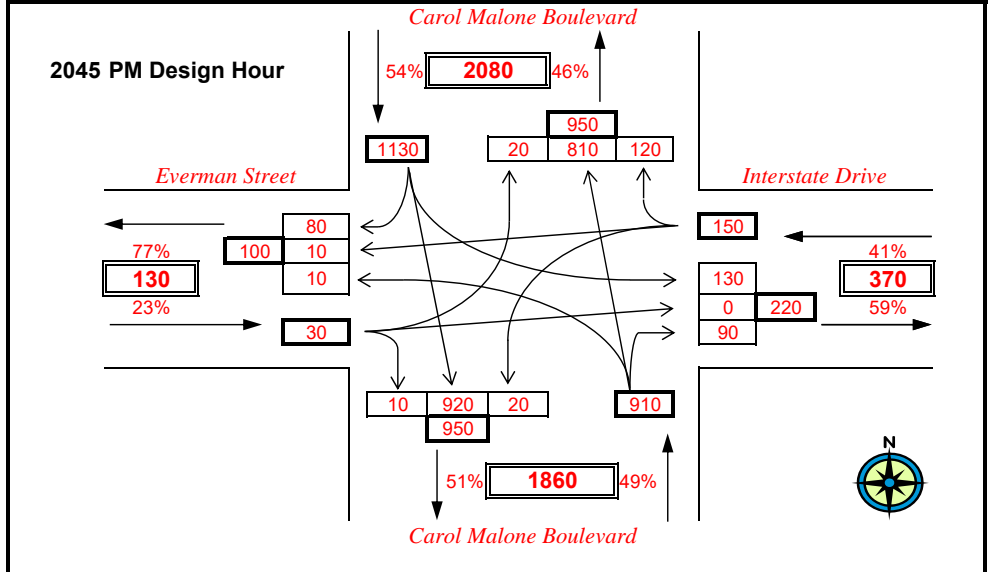 Carol Malone Boulevard
2045 PM Design Hour
54% 2080 46%
950
1130 20 810 120
Everman Street
Interstate Drive
80
100 10
10
77%
130
23%
30
150
41%
370
59%
130
0 220
90
10 920 20
950
910
51% 1860 49%
N
Carol Malone Boulevard